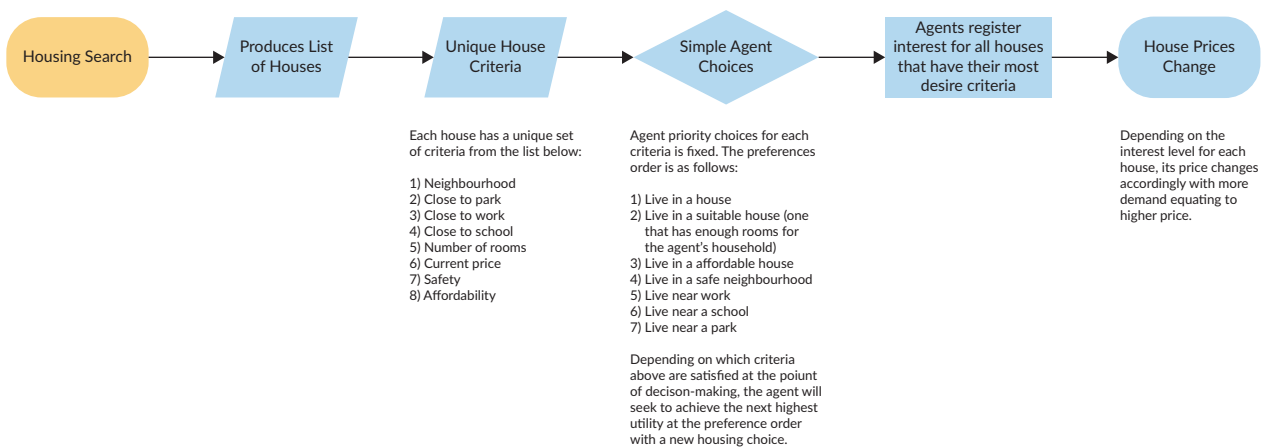 Housing Search
Produces List
of Houses
Unique House
Criteria
Simple Agent
Choices
Agents register
interest for all houses
that have their most
desire criteria
House Prices
Change
Each house has a unique set
of criteria from the list below:
1) Neighbourhood
2) Close to park
3) Close to work
4) Close to school
5) Number of rooms
6) Current price
7) Safety
8) Affordability
Agent priority choices for each
criteria is fixed. The preferences
order is as follows:
1) Live in a house
2) Live in a suitable house (one
that has enough rooms for
the agent's household)
3) Live in a affordable house
4) Live in a safe neighbourhood
5) Live near work
6) Live near a school
7) Live near a park
Depending on which criteria
above are satisfied at the poiunt
of decison-making, the agent will
seek to achieve the next highest
utility at the preference order
with a new housing choice.
Depending on the
interest level for each
house, its price changes
accordingly with more
demand equating to
higher price.